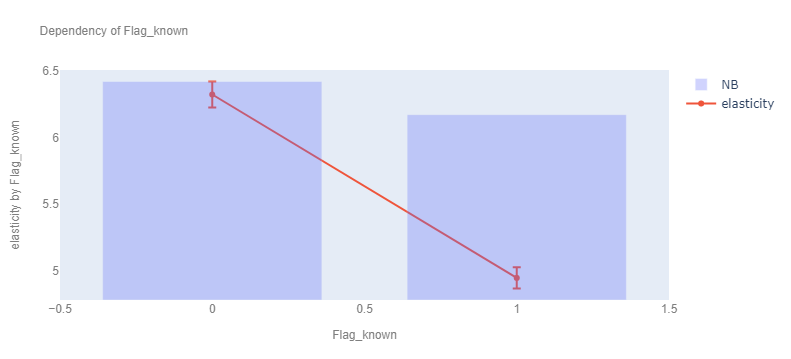 Dependency of Flag_known
6.5
6
5.5
5
elasticity by Flag_known
−0.5
0
0.5
1
1.5
Flag_known
NB
elasticity